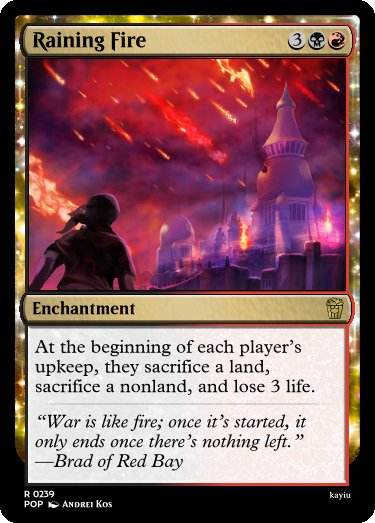 Raining Fire
3
Enchantment
At the beginning of each player's
upkeep, they sacrifice a land,
sacrifice a nonland, and lose 3 life.
“War is like fire; once it's started, it
only ends once there's nothing left.”
—Brad of Red Bay
R 0239
kayiu
POP Andrei Kos